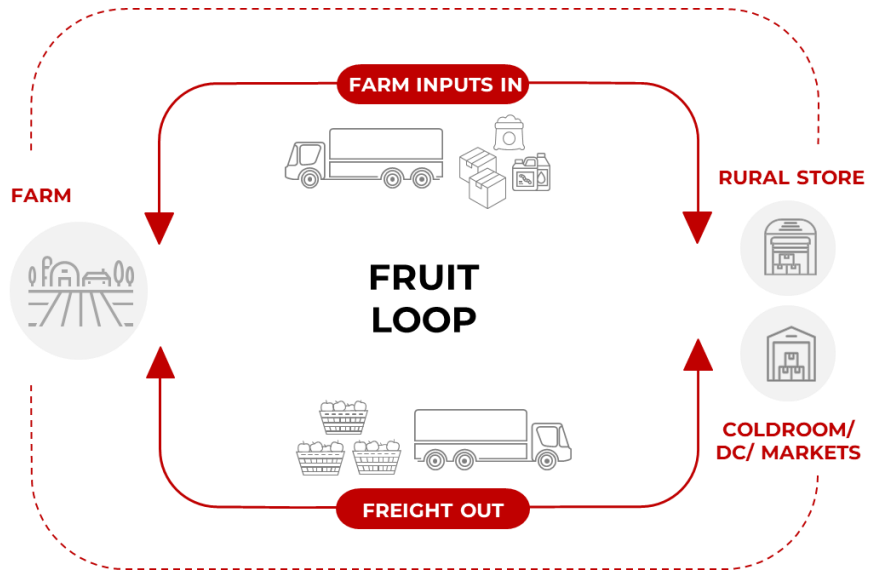 FARM INPUTS IN
FARM
RURAL STORE
FRUIT
LOOP
COLDROOM/
DC/ MARKETS
FREIGHT OUT